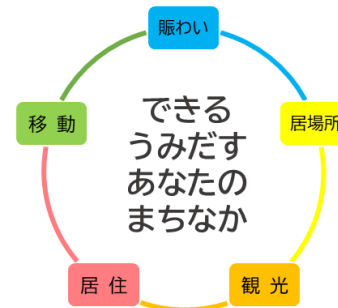 賑わい
移 動
居場所
できる
うみだす
あなたの
まちなか
居 住
観 光